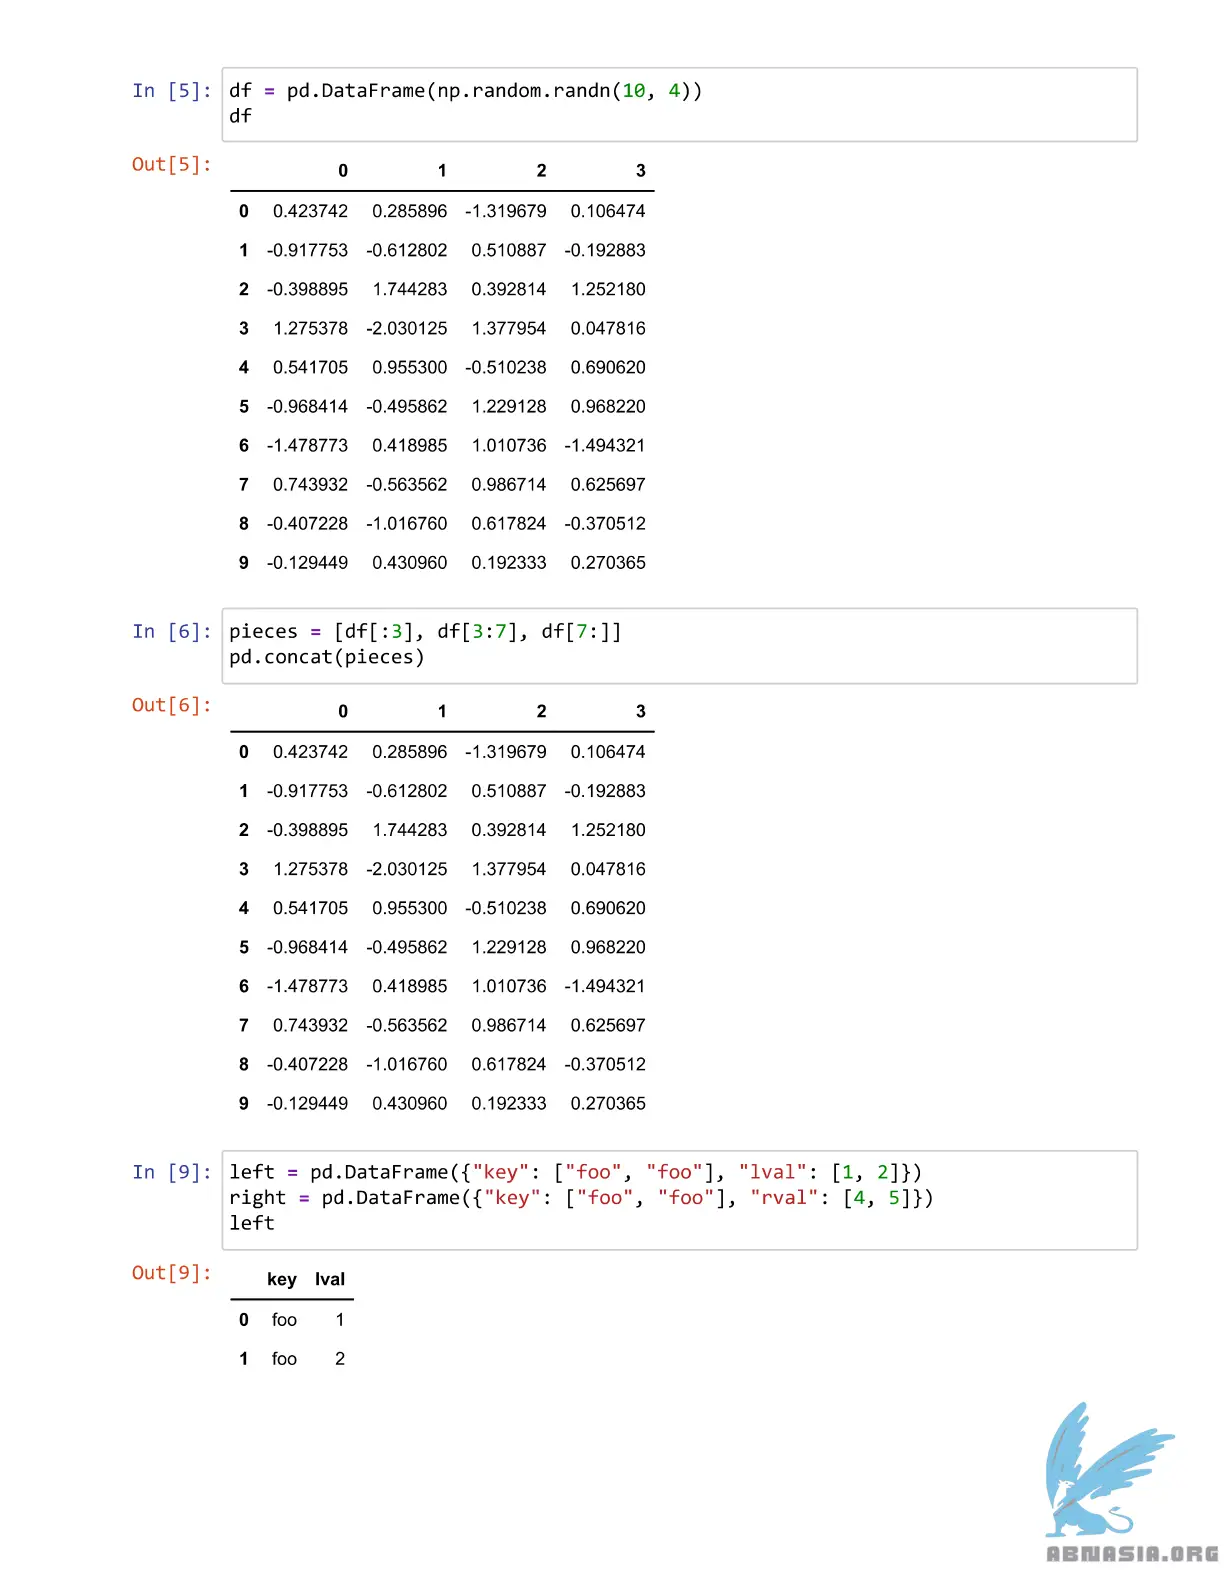 In [5]: df = pd.DataFrame(np.random.randn(10, 4))
df
Out[5]:
0 1 2 3
0 0.423742 0.285896 -1.319679 0.106474
1 -0.917753 -0.612802 0.510887 -0.192883
2 -0.398895 1.744283 0.392814 1.252180
3 1.275378 -2.030125 1.377954 0.047816
4 0.541705 0.955300 -0.510238 0.690620
5 -0.968414 -0.495862 1.229128 0.968220
6 -1.478773 0.418985 1.010736 -1.494321
7 0.743932 -0.563562 0.986714 0.625697
8 -0.407228 -1.016760 0.617824 -0.370512
9 -0.129449 0.430960 0.192333 0.270365
In [6]: pieces = [df[:3], df[3:7], df[7:]]
pd.concat(pieces)
Out[6]:
0 1 2 3
0 0.423742 0.285896 -1.319679 0.106474
1 -0.917753 -0.612802 0.510887 -0.192883
2 -0.398895 1.744283 0.392814 1.252180
3 1.275378 -2.030125 1.377954 0.047816
4 0.541705 0.955300 -0.510238 0.690620
5 -0.968414 -0.495862 1.229128 0.968220
6 -1.478773 0.418985 1.010736 -1.494321
7 0.743932 -0.563562 0.986714 0.625697
8 -0.407228 -1.016760 0.617824 -0.370512
9 -0.129449 0.430960 0.192333 0.270365
In [9]: left = pd.DataFrame({"key": ["foo", "foo"], "lval": [1, 2]})
right = pd.DataFrame({"key": ["foo", "foo"], "rval": [4, 5]})
left
Out[9]:
key lval
0 foo 1
1 foo 2
ABNASIA.ORG